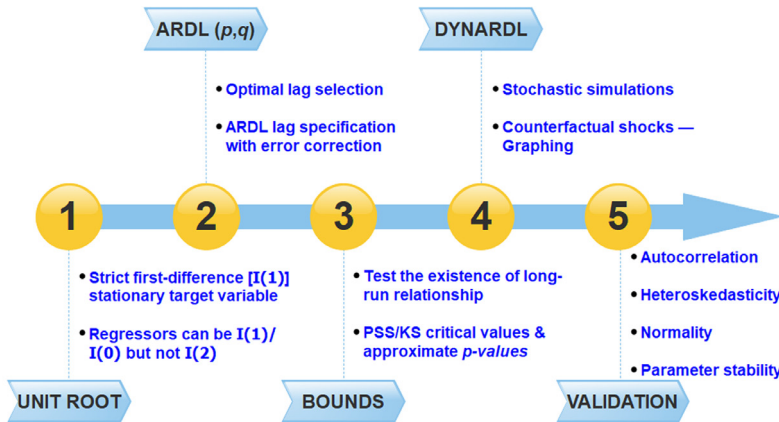 ARDL (p,q)
DYNARDL
• Optimal lag selection
• ARDL lag specification
with error correction
• Stochastic simulations
• Counterfactual shocks —
Graphing
1
2
3
4
5
• Strict first-difference [I(1)]
stationary target variable
• Regressors can be I(1)/
I(0) but not I(2)
• Test the existence of long-
run relationship
• PSS/KS critical values &
approximate p-values
• Autocorrelation
• Heteroskedasticity
• Normality
• Parameter stability
UNIT ROOT
BOUNDS
VALIDATION